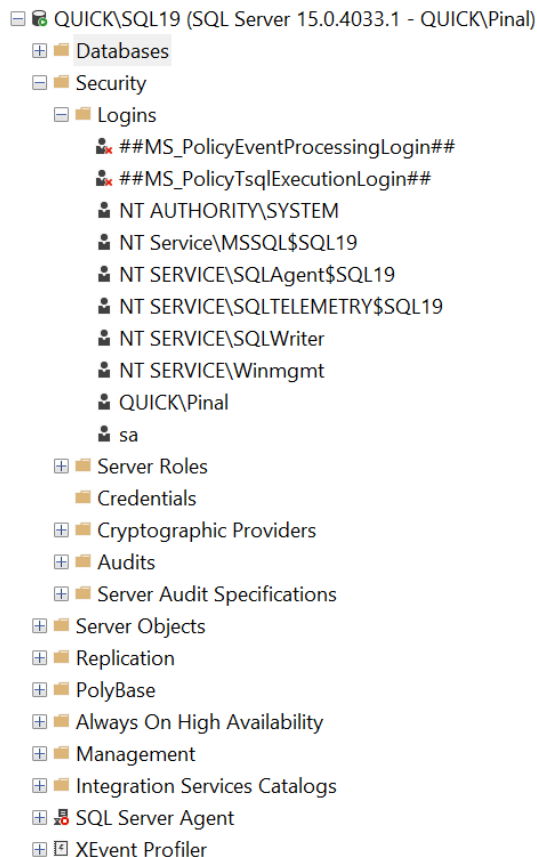 QUICK\SQL19 (SQL Server 15.0.4033.1 - QUICK\Pinal)
Databases
Security
Logins
##MS_PolicyEventProcessingLogin##
##MS_PolicyTsqlExecutionLogin##
NT AUTHORITY\SYSTEM
NT Service\MSSQL$SQL19
NT SERVICE\SQLAgent$SQL19
NT SERVICE\SQLTELEMETRY$SQL19
NT SERVICE\SQLWriter
NT SERVICE\Winmgmt
QUICK\Pinal
sa
Server Roles
Credentials
Cryptographic Providers
Audits
Server Audit Specifications
Server Objects
Replication
PolyBase
Always On High Availability
Management
Integration Services Catalogs
SQL Server Agent
XEvent Profiler